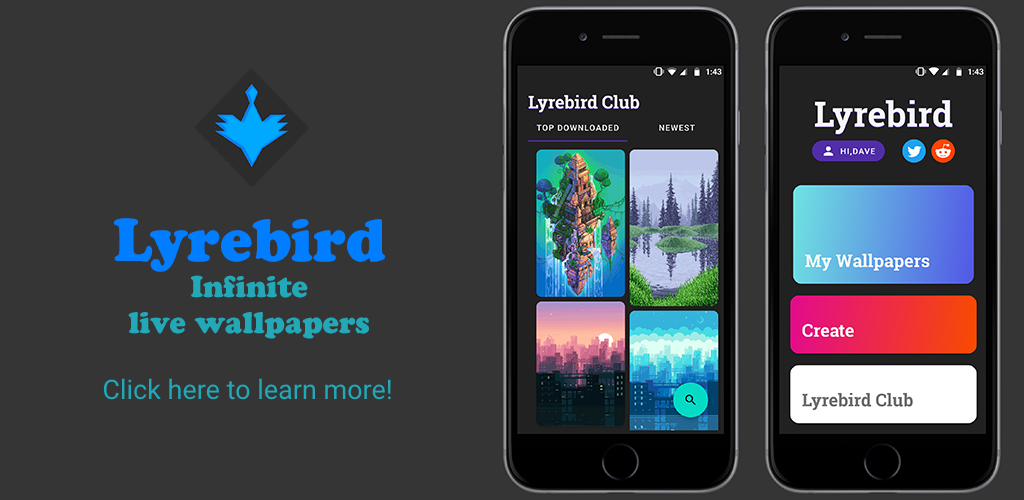 Lyrebird
Infinite
live wallpapers
Click here to learn more!
1:43
Lyrebird Club
TOP DOWNLOADED NEWEST
1:43
Lyrebird
HI,DAVE
My Wallpapers
Create
Lyrebird Club